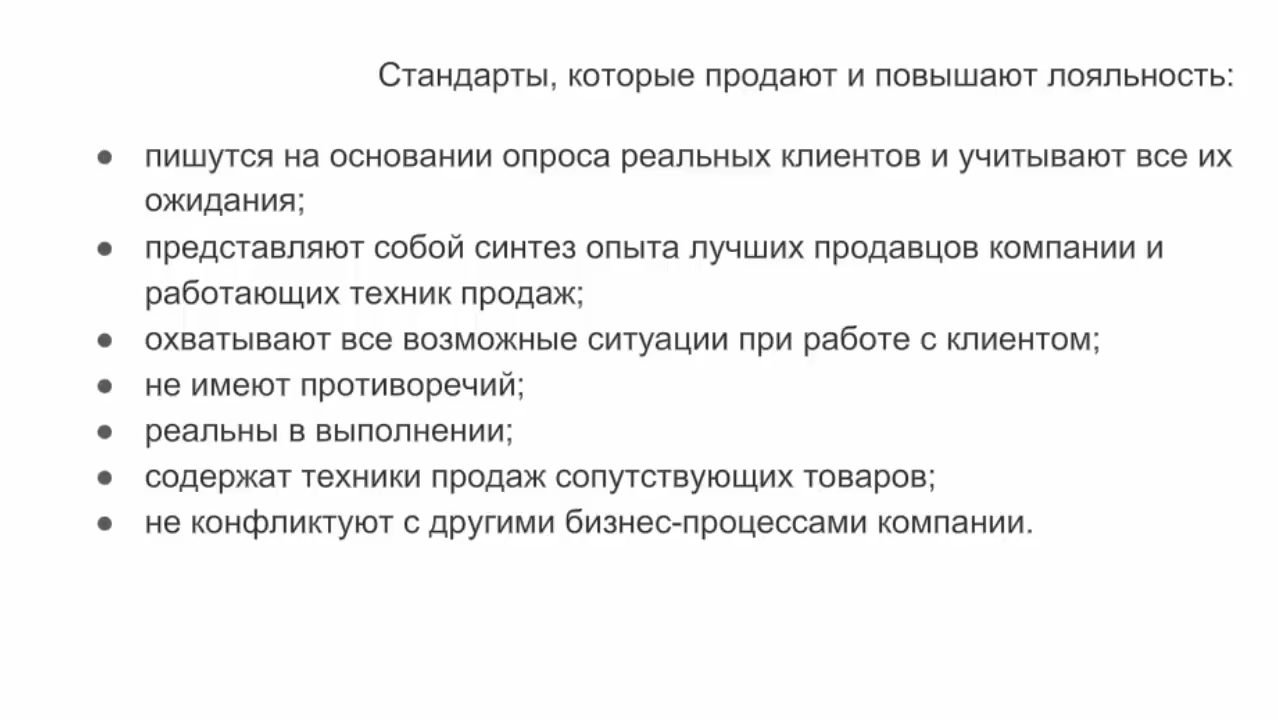 Стандарты, которые продают и повышают лояльность:
● пишутся на основании опроса реальных клиентов и учитывают все их
ожидания;
● представляют собой синтез опыта лучших продавцов компании и
работающих техник продаж;
● охватывают все возможные ситуации при работе с клиентом;
● не имеют противоречий;
● реальны в выполнении;
● содержат техники продаж сопутствующих товаров;
● не конфликтуют с другими бизнес-процессами компании.